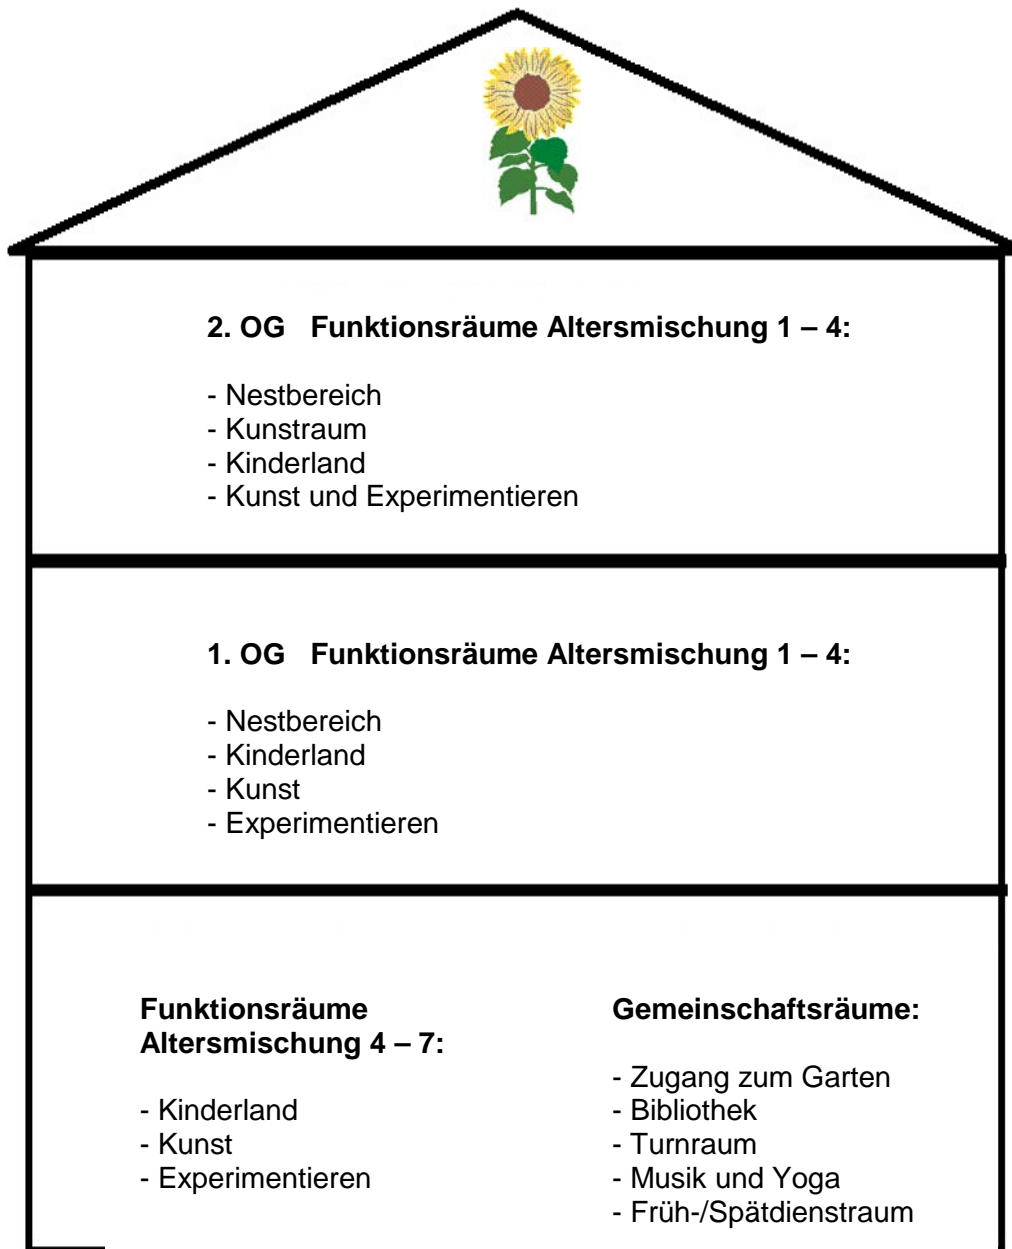 2. OG   Funktionsräume Altersmischung 1 – 4:
- Nestbereich
- Kunstraum
- Kinderland
- Kunst und Experimentieren
1. OG   Funktionsräume Altersmischung 1 – 4:
- Nestbereich
- Kinderland
- Kunst
- Experimentieren
Funktionsräume
Altersmischung 4 – 7:
- Kinderland
- Kunst
- Experimentieren
Gemeinschaftsräume:
- Zugang zum Garten
- Bibliothek
- Turnraum
- Musik und Yoga
- Früh-/Spätdienstraum